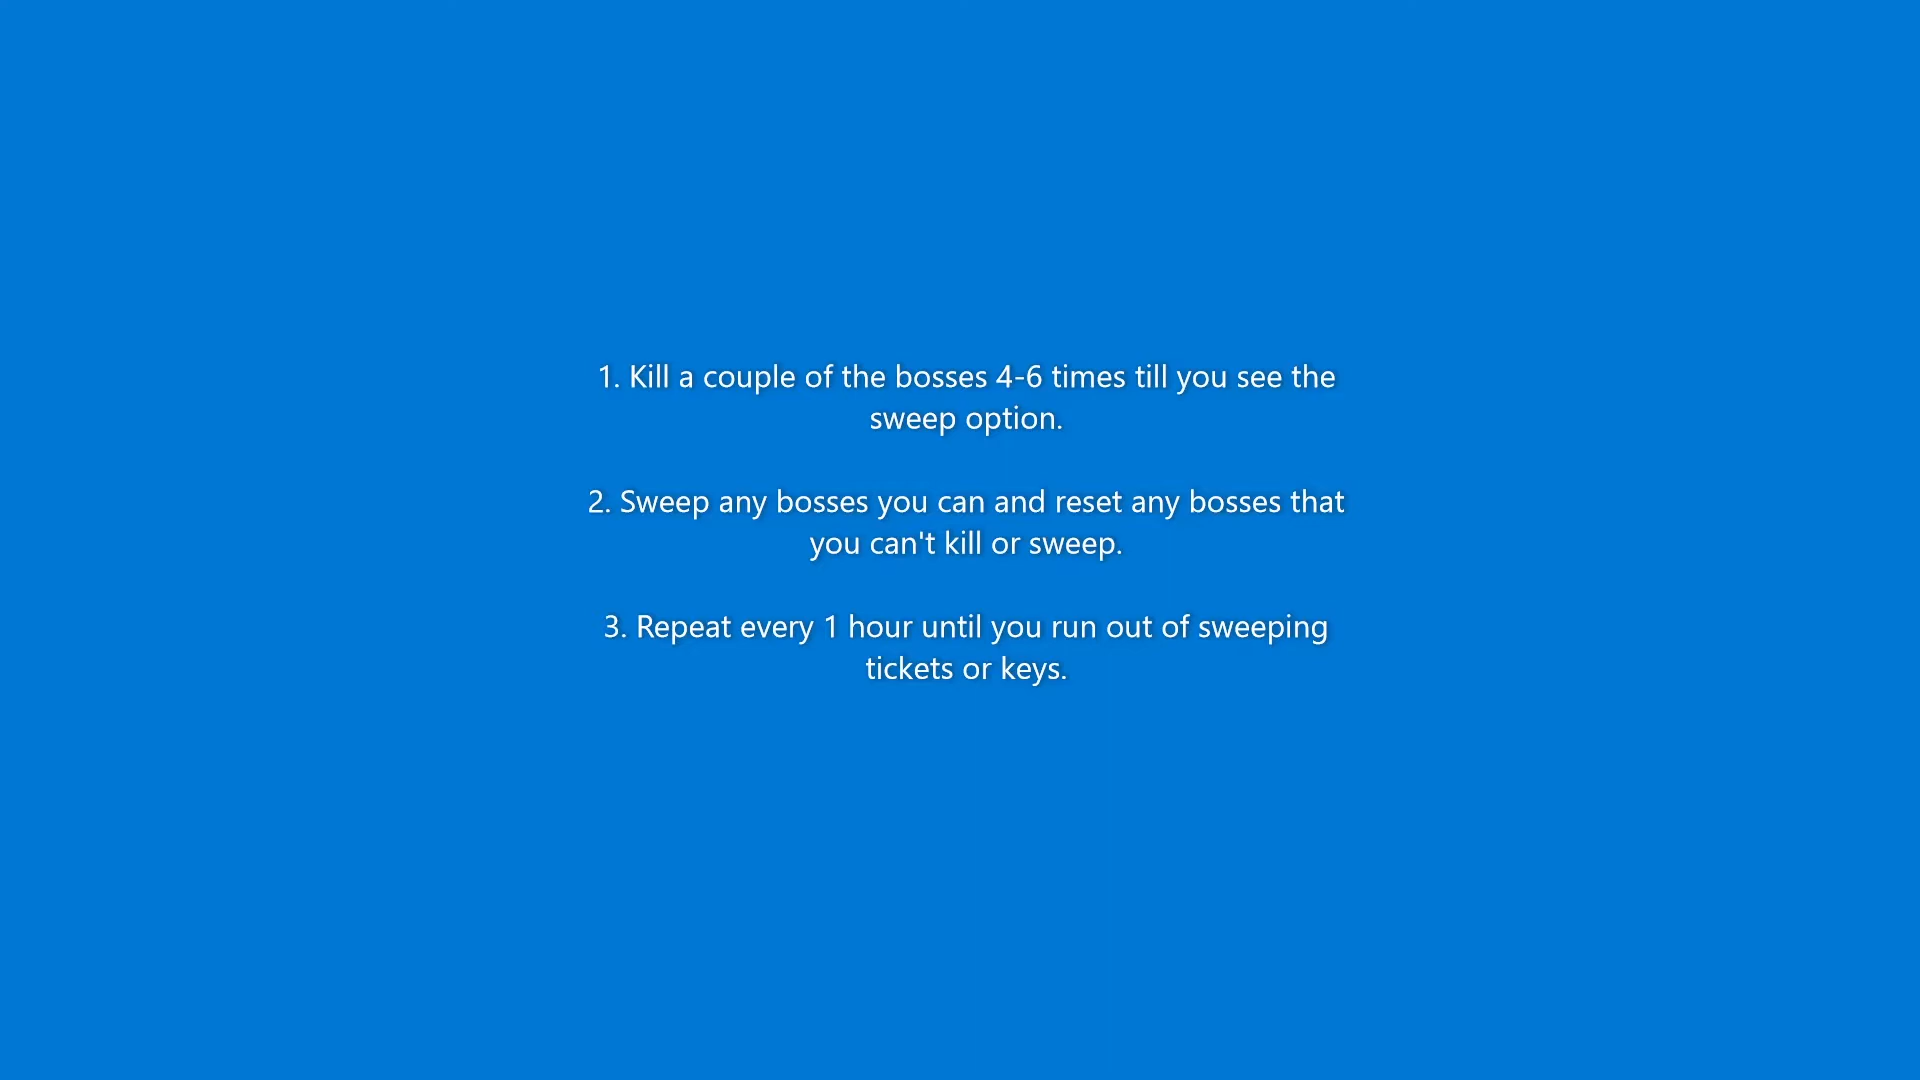 1. Kill a couple of the bosses 4-6 times till you see the
sweep option.
2. Sweep any bosses you can and reset any bosses that
you can't kill or sweep.
3. Repeat every 1 hour until you run out of sweeping
tickets or keys.